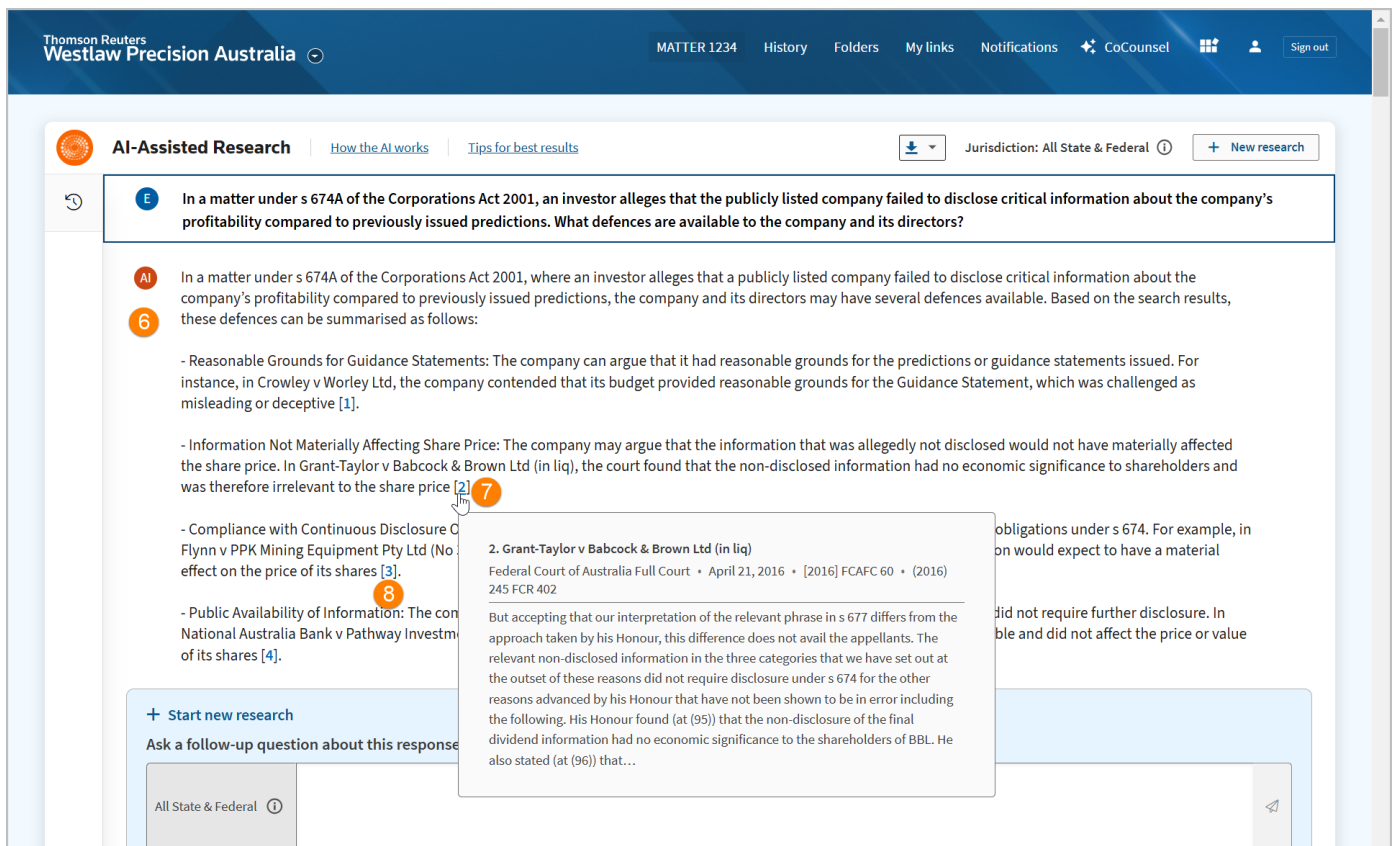 Thomson Reuters
Westlaw Precision Australia
MATTER 1234 History Folders My links Notifications CoCounsel Sign out
AI-Assisted Research How the AI works Tips for best results Jurisdiction: All State & Federal + New research
E In a matter under s 674A of the Corporations Act 2001, an investor alleges that the publicly listed company failed to disclose critical information about the company’s
profitability compared to previously issued predictions. What defences are available to the company and its directors?
AI In a matter under s 674A of the Corporations Act 2001, where an investor alleges that a publicly listed company failed to disclose critical information about the
company’s profitability compared to previously issued predictions, the company and its directors may have several defences available. Based on the search results,
6 these defences can be summarised as follows:
- Reasonable Grounds for Guidance Statements: The company can argue that it had reasonable grounds for the predictions or guidance statements issued. For
instance, in Crowley v Worley Ltd, the company contended that its budget provided reasonable grounds for the Guidance Statement, which was challenged as
misleading or deceptive [1].
- Information Not Materially Affecting Share Price: The company may argue that the information that was allegedly not disclosed would not have materially affected
the share price. In Grant-Taylor v Babcock & Brown Ltd (in liq), the court found that the non-disclosed information had no economic significance to shareholders and
was therefore irrelevant to the share price [2] 7
- Compliance with Continuous Disclosure O obligations under s 674. For example, in
Flynn v PPK Mining Equipment Pty Ltd (No on would expect to have a material
effect on the price of its shares [3].
8
- Public Availability of Information: The com did not require further disclosure. In
National Australia Bank v Pathway Investme ble and did not affect the price or value
of its shares [4].
2. Grant-Taylor v Babcock & Brown Ltd (in liq)
Federal Court of Australia Full Court • April 21, 2016 • [2016] FCAFC 60 • (2016)
245 FCR 402
But accepting that our interpretation of the relevant phrase in s 677 differs from the
approach taken by his Honour, this difference does not avail the appellants. The
relevant non-disclosed information in the three categories that we have set out at
the outset of these reasons did not require disclosure under s 674 for the other
reasons advanced by his Honour that have not been shown to be in error including
the following. His Honour found (at (95)) that the non-disclosure of the final
dividend information had no economic significance to the shareholders of BBL. He
also stated (at (96)) that…
+ Start new research
Ask a follow-up question about this response
All State & Federal